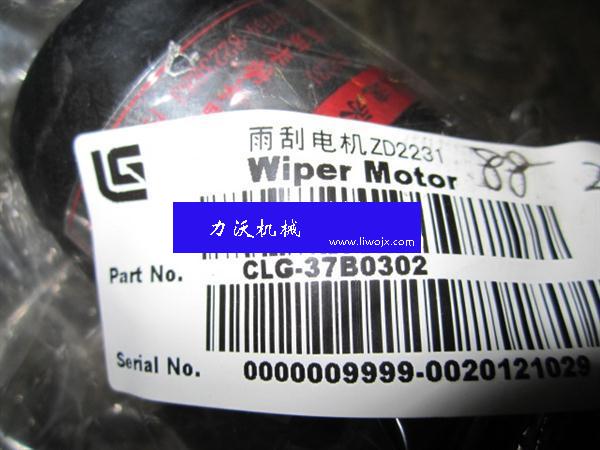 雨刮电机ZD2231
Wiper Motor 88
力沃机械
www.liwojx.com
Part No. CLG-37B0302
Serial No. 0000009999-0020121029